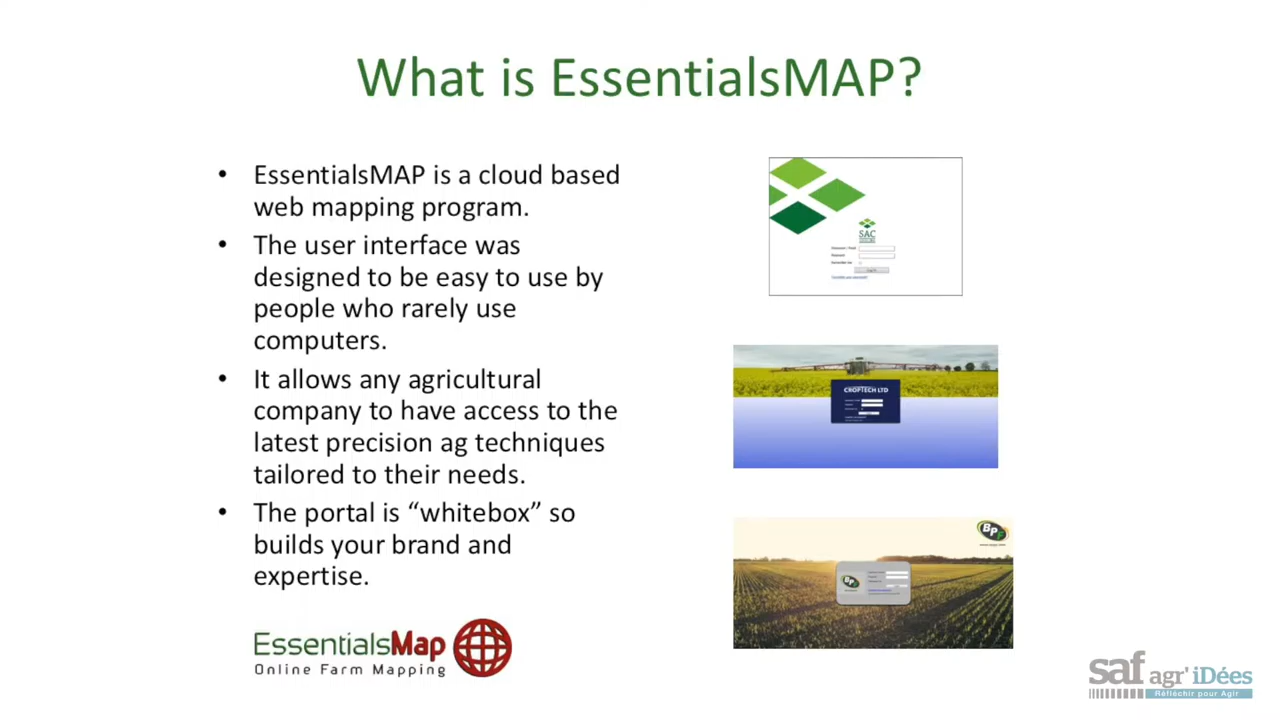 What is EssentialsMAP?
• EssentialsMAP is a cloud based
web mapping program.
• The user interface was
designed to be easy to use by
people who rarely use
computers.
• It allows any agricultural
company to have access to the
latest precision ag techniques
tailored to their needs.
• The portal is “whitebox” so
builds your brand and
expertise.
EssentialsMap
Online Farm Mapping
SAC
CROPTECH LTD
BPF
BPF
saf agr'iDées
Réfléchir pour Agir